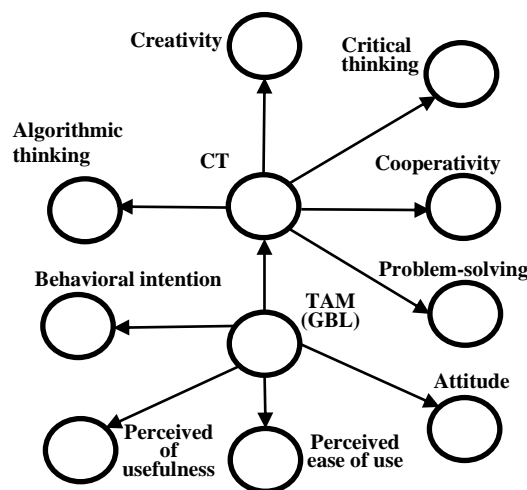 Creativity
Critical
thinking
Algorithmic
thinking
CT
Cooperativity
Behavioral intention
Problem-solving
TAM
(GBL)
Attitude
Perceived
of
usefulness
Perceived
ease of use